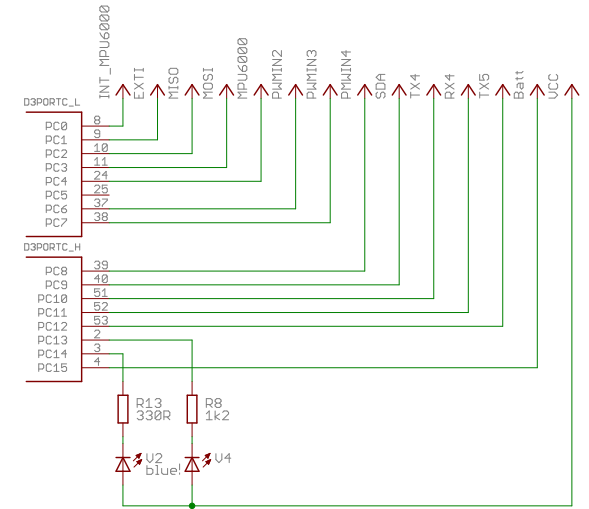 INT_MPU6000
EXTI
MISO
MOSI
MPU6000
PWMIN2
PWMIN3
PMWIN4
SDA
TX4
RX4
TX5
Batt
VCC
D3PORTC_L
PC0 8
PC1 9
PC2 10
PC3 11
PC4 24
PC5 25
PC6 37
PC7 38
D3PORTC_H
PC8 39
PC9 40
PC10 51
PC11 52
PC12 53
PC13 2
PC14 3
PC15 4
R13
330R
R8
1k2
V2
blue!
V4